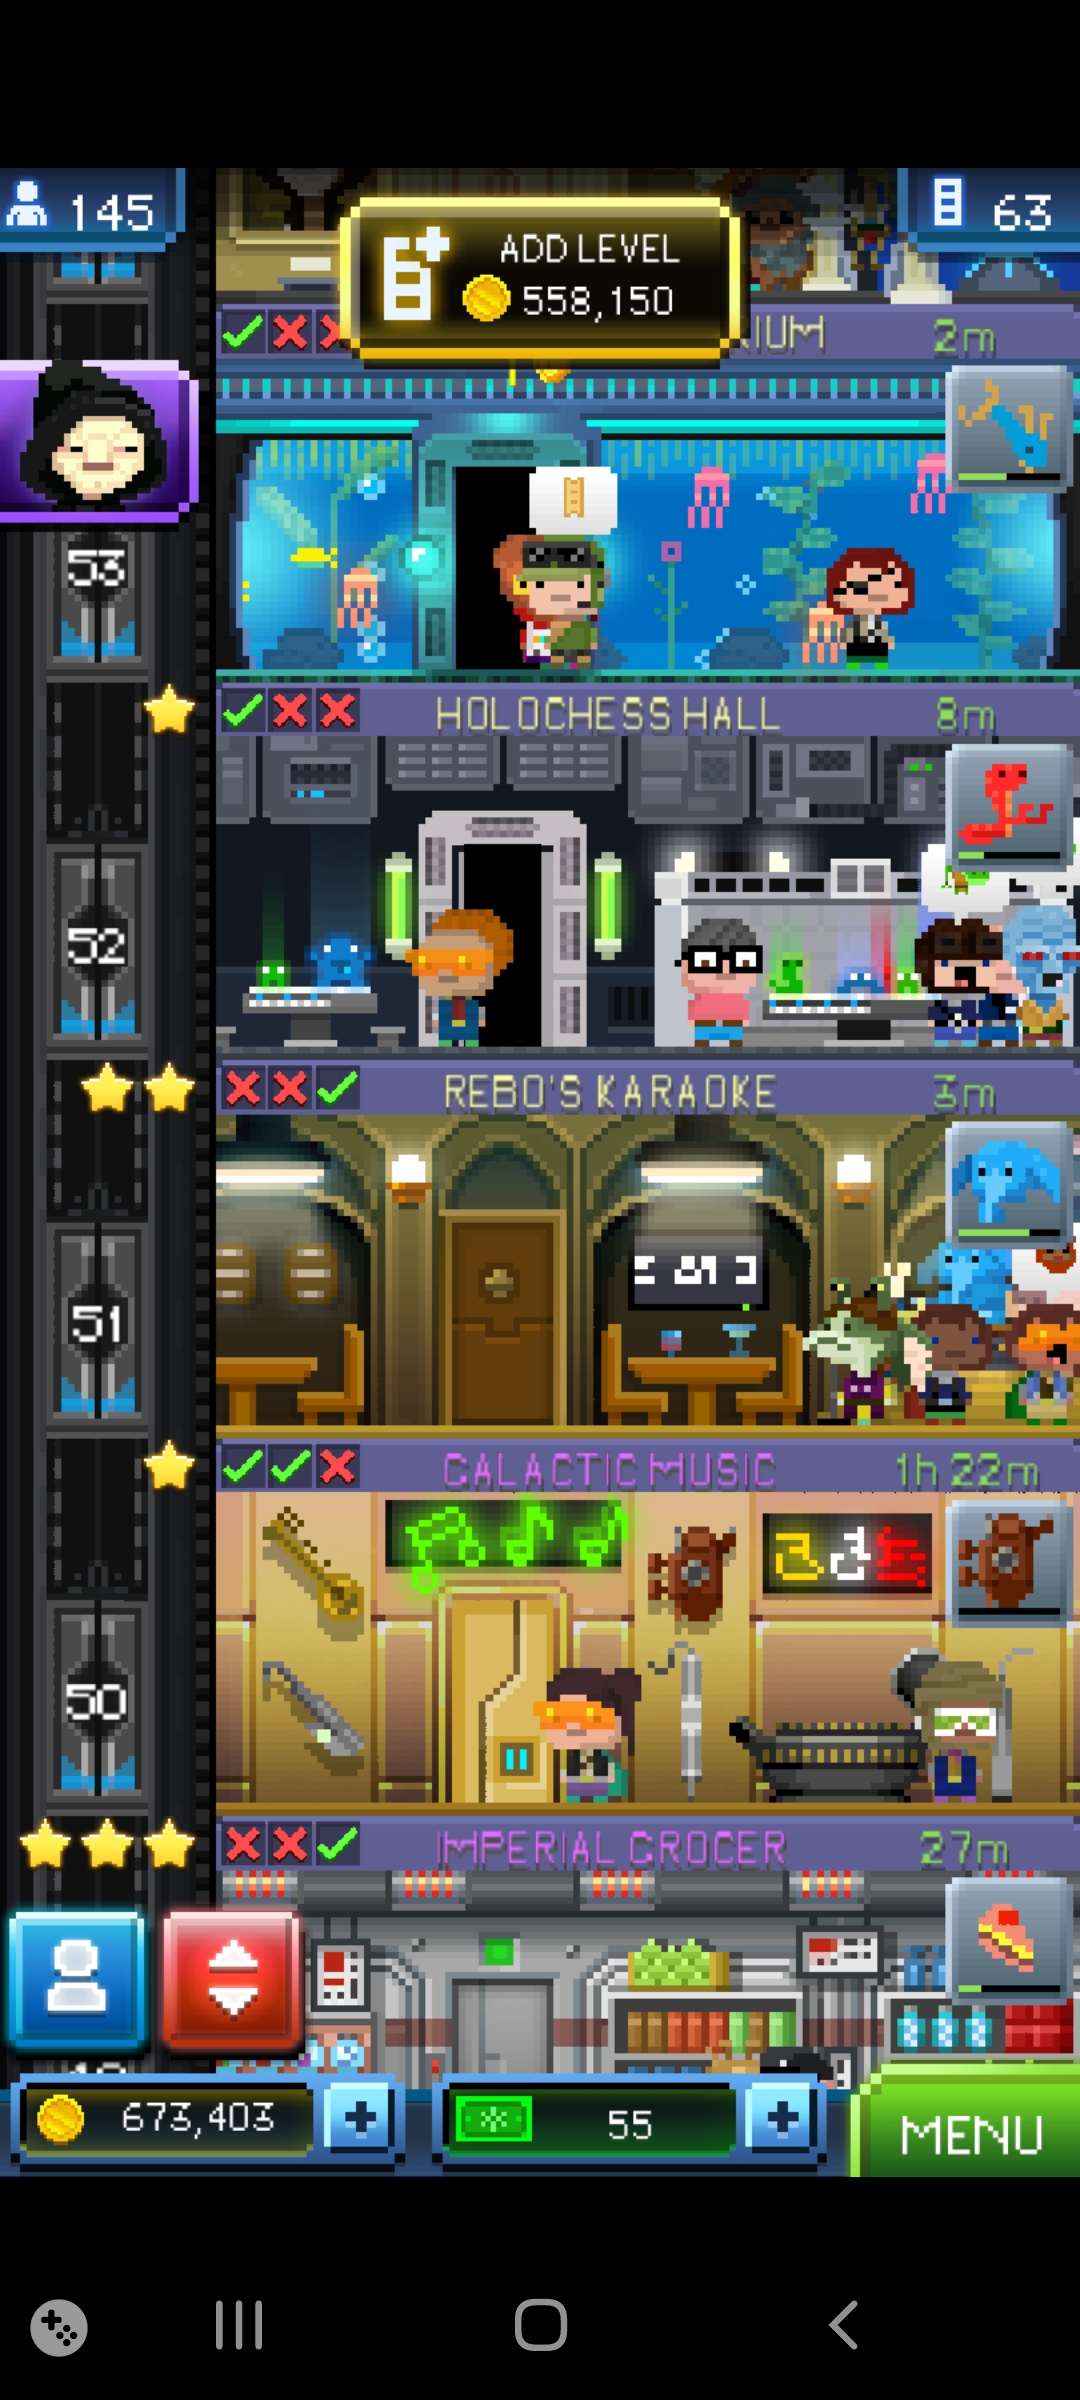 145
ADD LEVEL
558,150
63
2m
53
HOLOCHESS HALL 8m
52
REBO'S KARAOKE 3m
51
GALACTIC MUSIC 1h 22m
50
IMPERIAL GROCER 27m
673,403
55
MENU